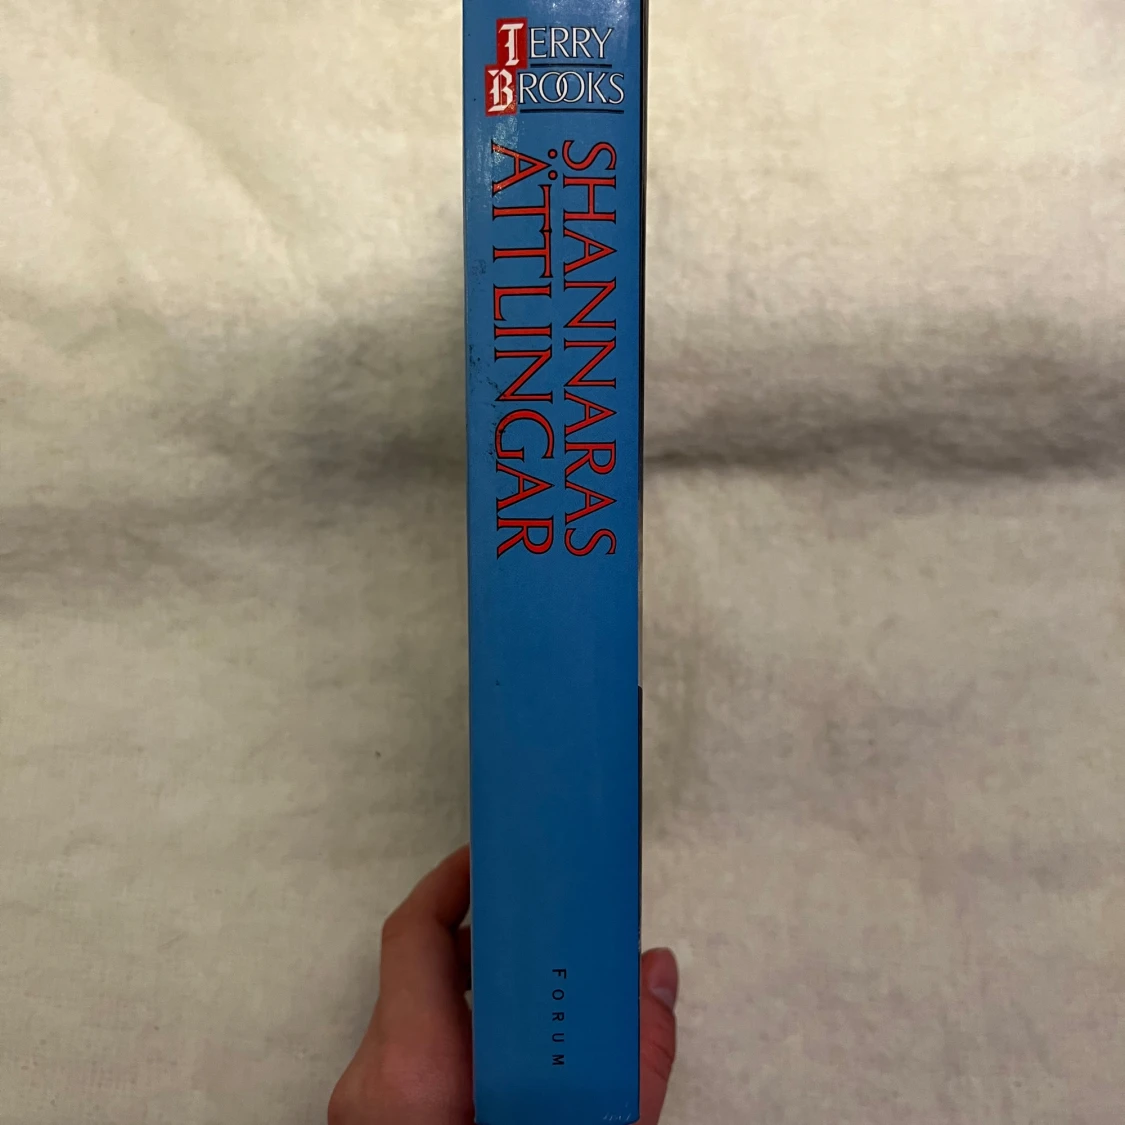 TERRY
BROOKS
SHANNARAS
ÄTTLINGAR
FORUM